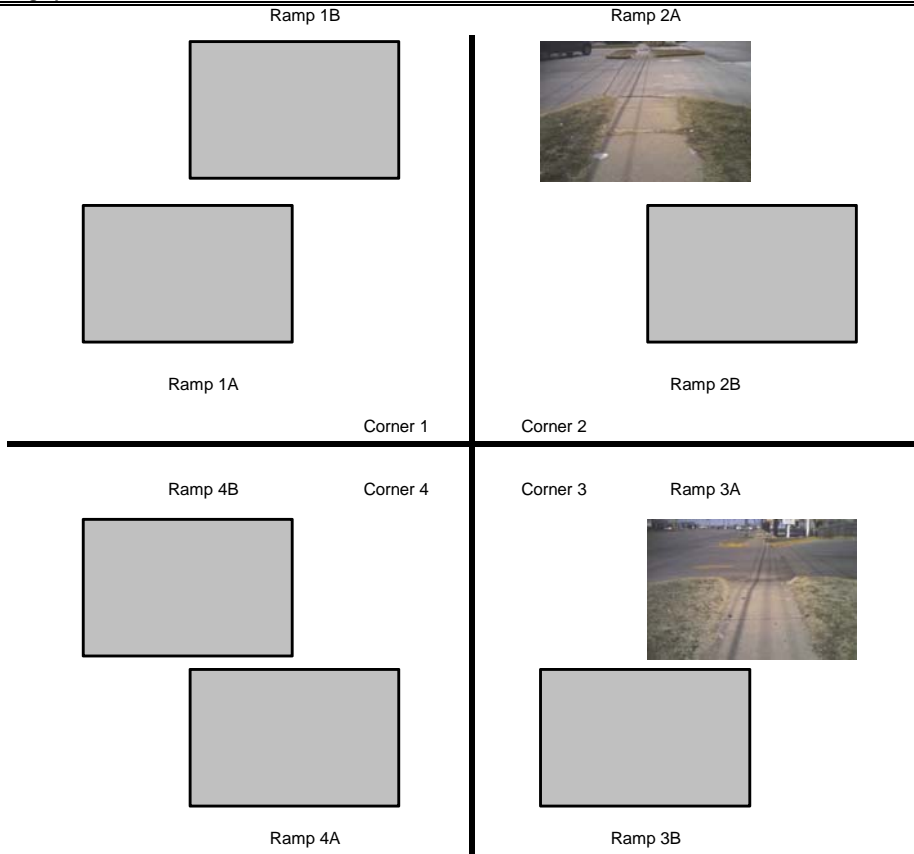 Ramp 1B Ramp 2A
Ramp 1A Ramp 2B
Corner 1 Corner 2
Ramp 4B Corner 4 Corner 3 Ramp 3A
Ramp 4A Ramp 3B